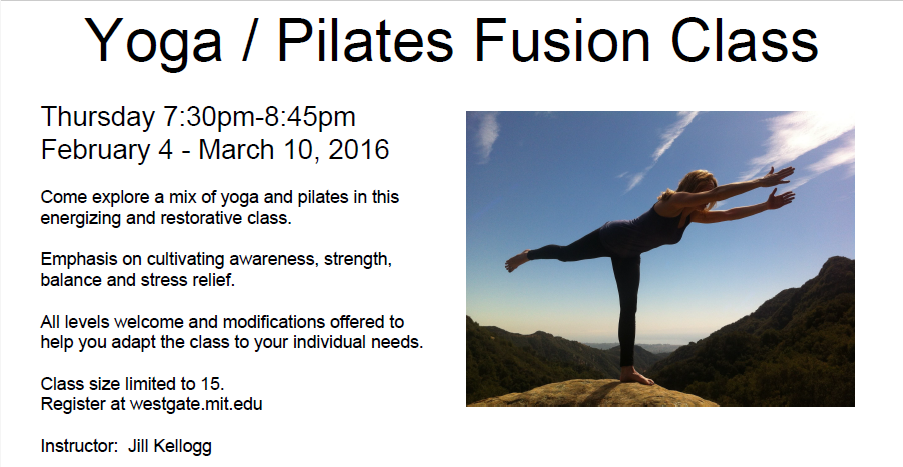 Yoga / Pilates Fusion Class
Thursday 7:30pm-8:45pm
February 4 - March 10, 2016
Come explore a mix of yoga and pilates in this
energizing and restorative class.
Emphasis on cultivating awareness, strength,
balance and stress relief.
All levels welcome and modifications offered to
help you adapt the class to your individual needs.
Class size limited to 15.
Register at westgate.mit.edu
Instructor:  Jill Kellogg